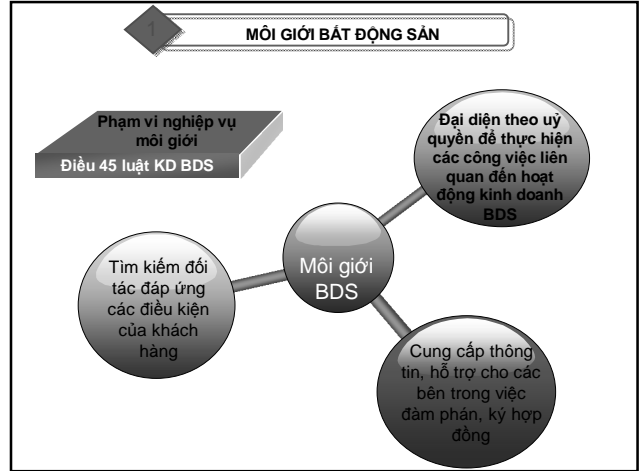 1
MÔI GIỚI BẤT ĐỘNG SẢN
Phạm vi nghiệp vụ
môi giới
Điều 45 luật KD BDS
Đại diện theo uỷ
quyền để thực hiện
các công việc liên
quan đến hoạt
động kinh doanh
BDS
Môi giới
BDS
Tìm kiếm đối
tác đáp ứng
các điều kiện
của khách
hàng
Cung cấp thông
tin, hỗ trợ cho các
bên trong việc
đàm phán, ký hợp
đồng